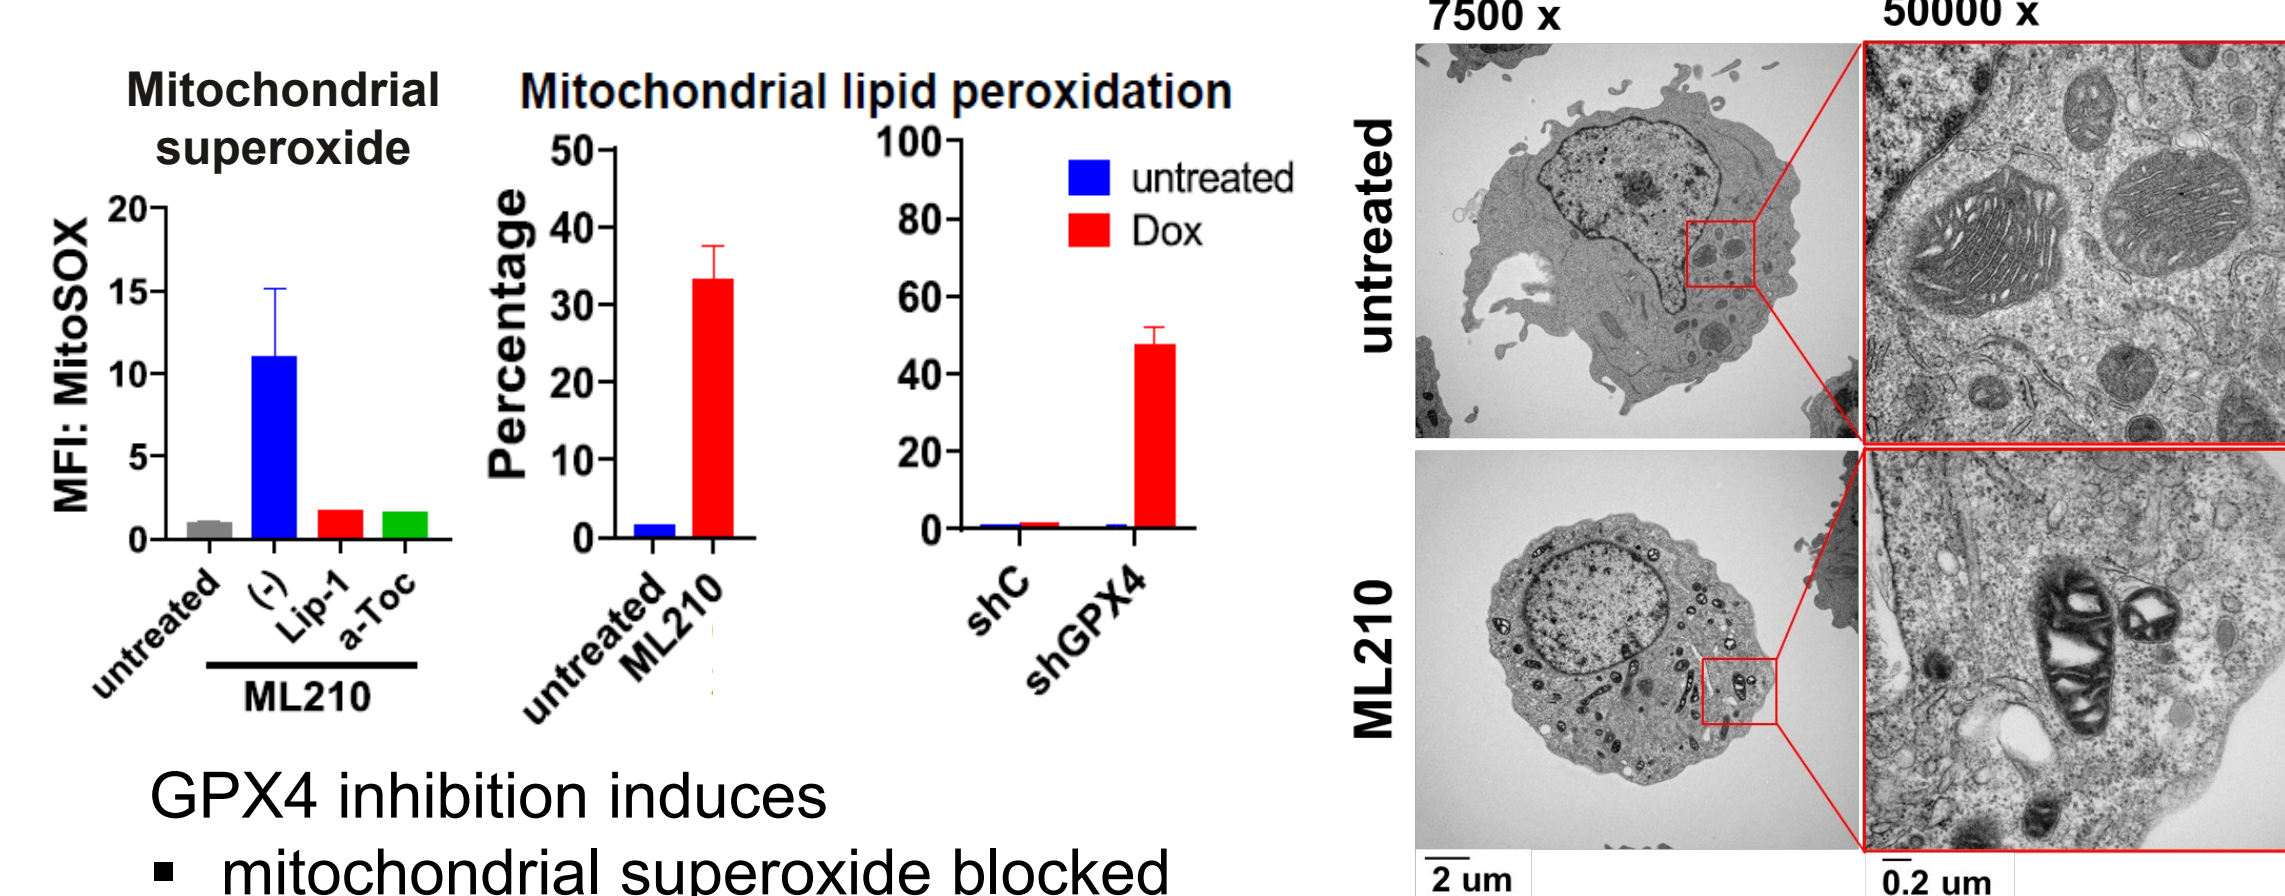 Mitochondrial
superoxide
MFI: MitoSOX
20
15
10
5
0
untreated
(-)
Lip-1
a-Toc
ML210
Mitochondrial lipid peroxidation
Percentage
50
40
30
20
10
0
untreated
ML210
100
80
60
40
20
0
untreated
Dox
shC
shGPX4
7500 x
50000 x
untreated
ML210
2 um
0.2 um
GPX4 inhibition induces
▪ mitochondrial superoxide blocked